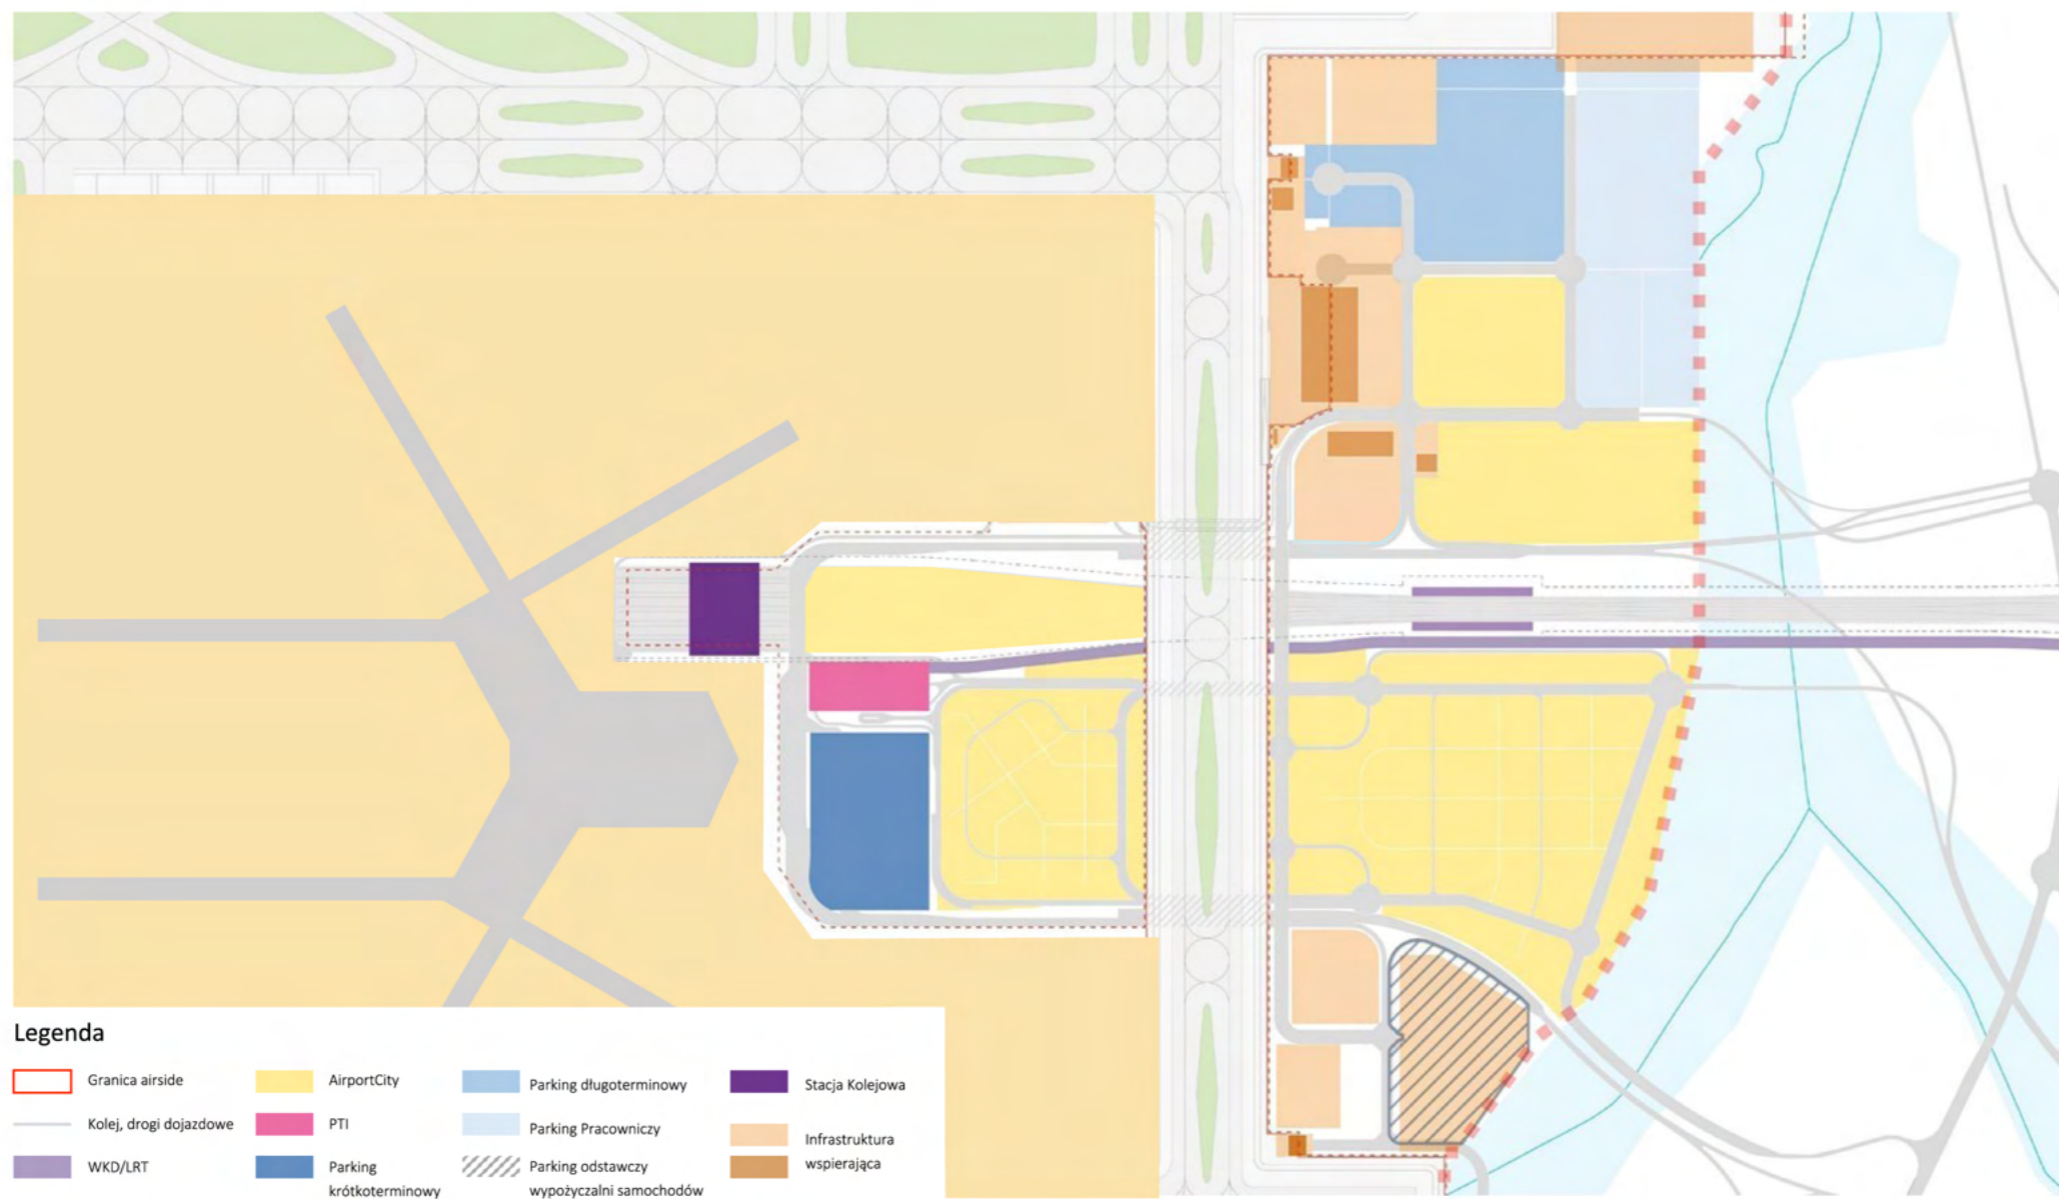 Legenda
Granica airside
Kolej, drogi dojazdowe
WKD/LRT
AirportCity
PTI
Parking
krótkoterminowy
Parking długoterminowy
Parking Pracowniczy
Parking odstawczy
wypożyczalni samochodów
Stacja Kolejowa
Infrastruktura
wspierająca